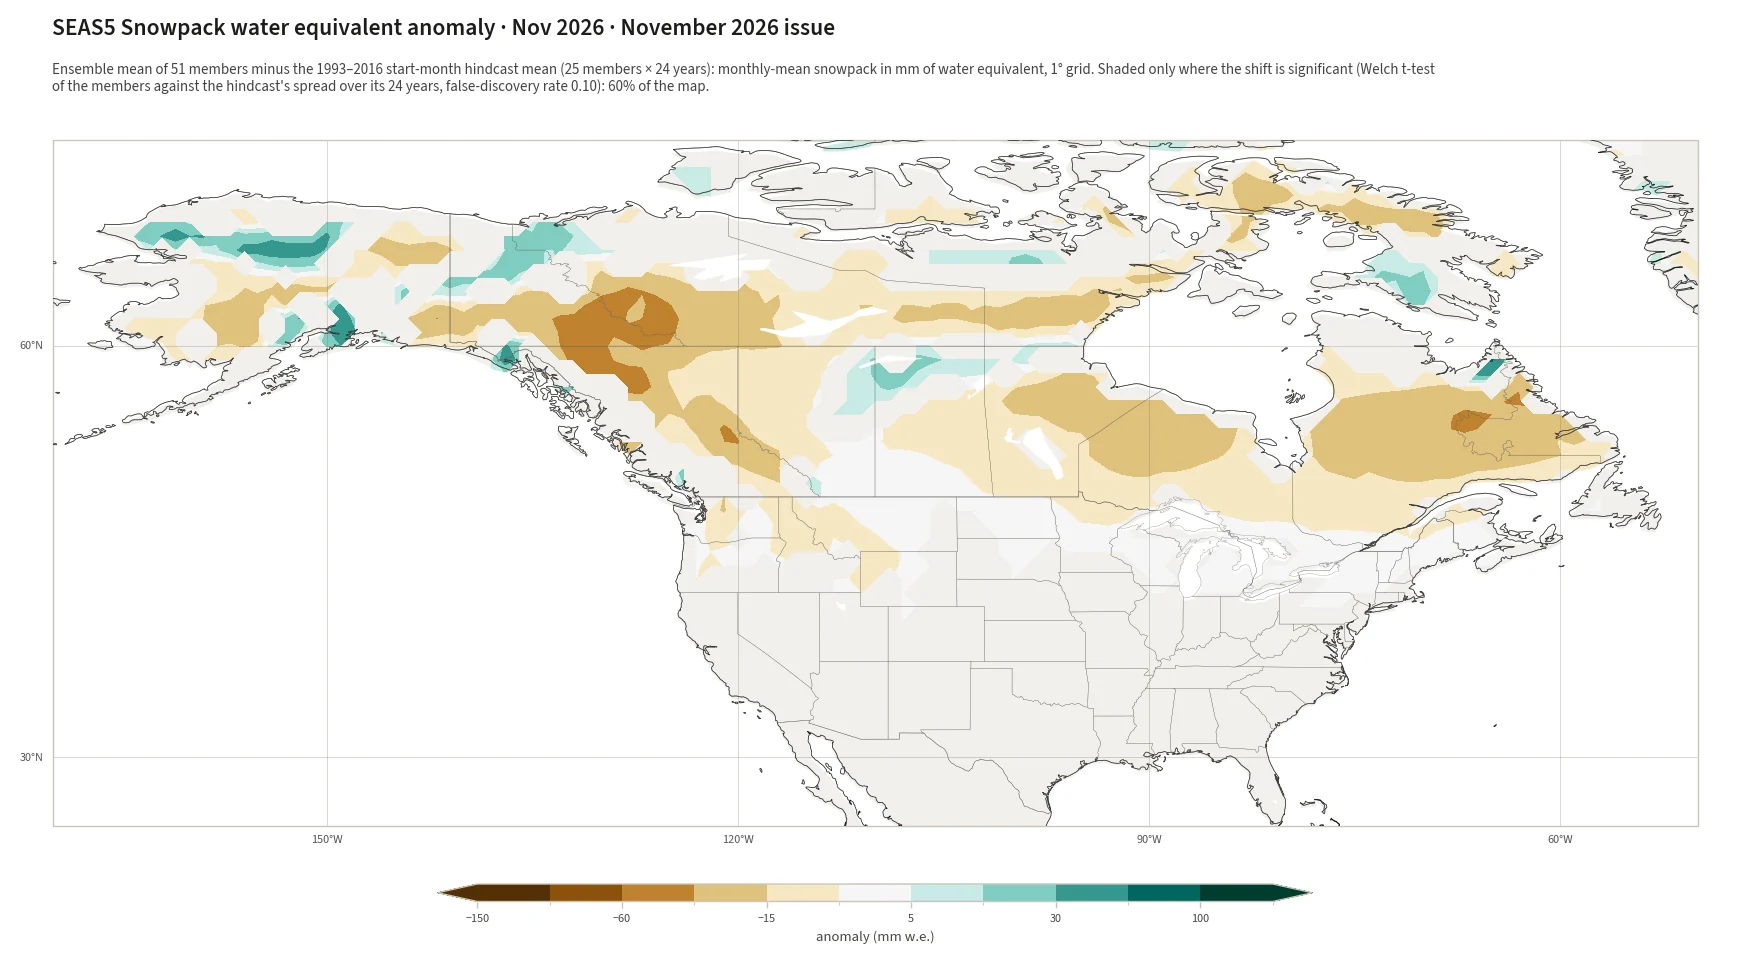 SEAS5 Snowpack water equivalent anomaly · Nov 2026 · November 2026 issue
Ensemble mean of 51 members minus the 1993–2016 start-month hindcast mean (25 members × 24 years): monthly-mean snowpack in mm of water equivalent, 1° grid. Shaded only where the shift is significant (Welch t-test
of the members against the hindcast's spread over its 24 years, false-discovery rate 0.10): 60% of the map.
60°N
30°N
150°W 120°W 90°W 60°W
−150 −60 −15 5 30 100
anomaly (mm w.e.)